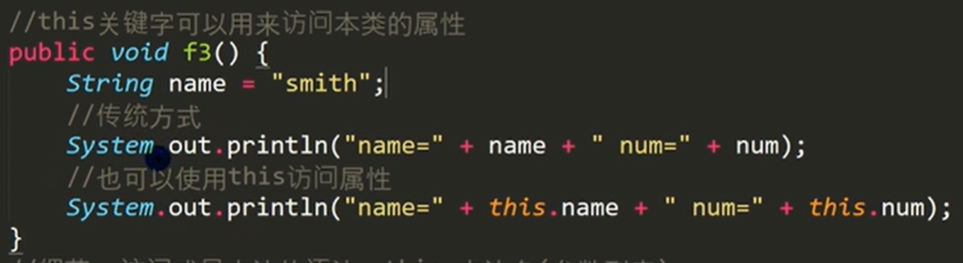 //this关键字可以用来访问本类的属性
public void f3() {
String name = "smith";
//传统方式
System.out.println("name=" + name + " num=" + num);
//也可以使用this访问属性
System.out.println("name=" + this.name + " num=" + this.num);
}